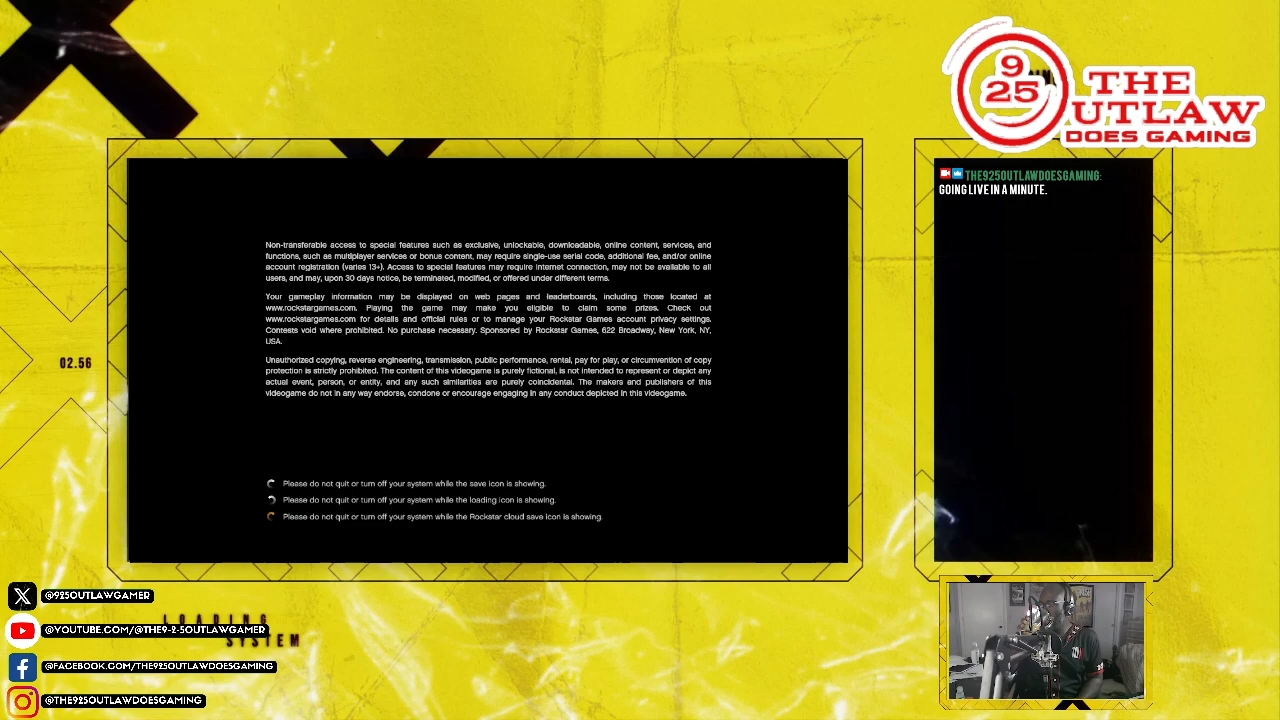 9
25
THE
OUTLAW
DOES GAMING
THE925OUTLAWDOESGAMING:
GOING LIVE IN A MINUTE.
Non-transferable access to special features such as exclusive, unlockable, downloadable, online content, services, and
functions, such as multiplayer services or bonus content, may require single-use serial code, additional fee, and/or online
account registration (varies 13+). Access to special features may require internet connection, may not be available to all
users, and may, upon 30 days notice, be terminated, modified, or offered under different terms.
Your gameplay information may be displayed on web pages and leaderboards, including those located at
www.rockstargames.com. Playing the game may make you eligible to claim some prizes. Check out
www.rockstargames.com for details and official rules or to manage your Rockstar Games account privacy settings.
Contests void where prohibited. No purchase necessary. Sponsored by Rockstar Games, 622 Broadway, New York, NY,
USA.
Unauthorized copying, reverse engineering, transmission, public performance, rental, pay for play, or circumvention of copy
protection is strictly prohibited. The content of this videogame is purely fictional, is not intended to represent or depict any
actual event, person, or entity, and any such similarities are purely coincidental. The makers and publishers of this
videogame do not in any way endorse, condone or encourage engaging in any conduct depicted in this videogame.
02.56
Please do not quit or turn off your system while the save icon is showing.
Please do not quit or turn off your system while the loading icon is showing.
Please do not quit or turn off your system while the Rockstar cloud save icon is showing.
@925OUTLAWGAMER
LOADING
@YOUTUBE.COM/@THE9-2-5OUTLAWGAMER
SYSTEM
@FACEBOOK.COM/THE925OUTLAWDOESGAMING
@THE925OUTLAWDOESGAMING